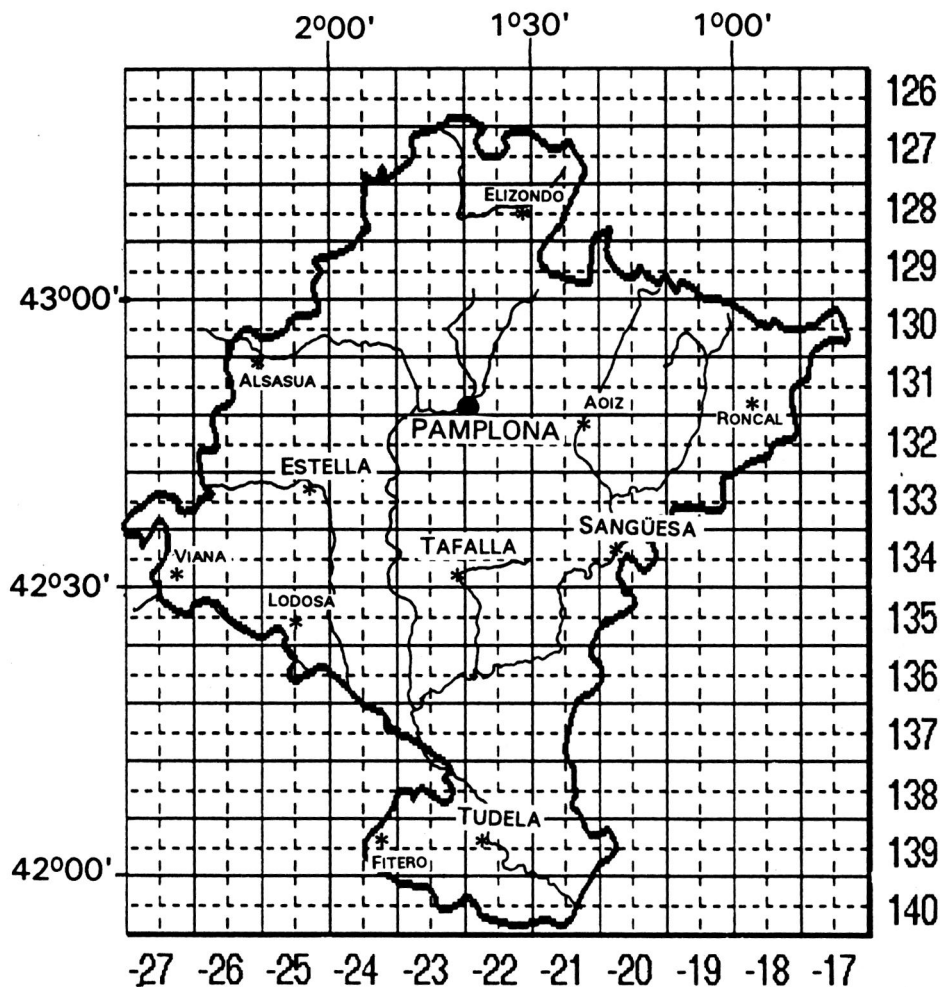 2º00' 1º30' 1º00'
126
127
ELIZONDO
128
129
43º00'
130
131
ALSASUA
AOIZ
RONCAL
PAMPLONA
132
ESTELLA
133
SANGÜESA
TAFALLA
VIANA
134
42º30'
LODOSA
135
136
137
138
TUDELA
139
FITERO
42º00'
140
-27 -26 -25 -24 -23 -22 -21 -20 -19 -18 -17